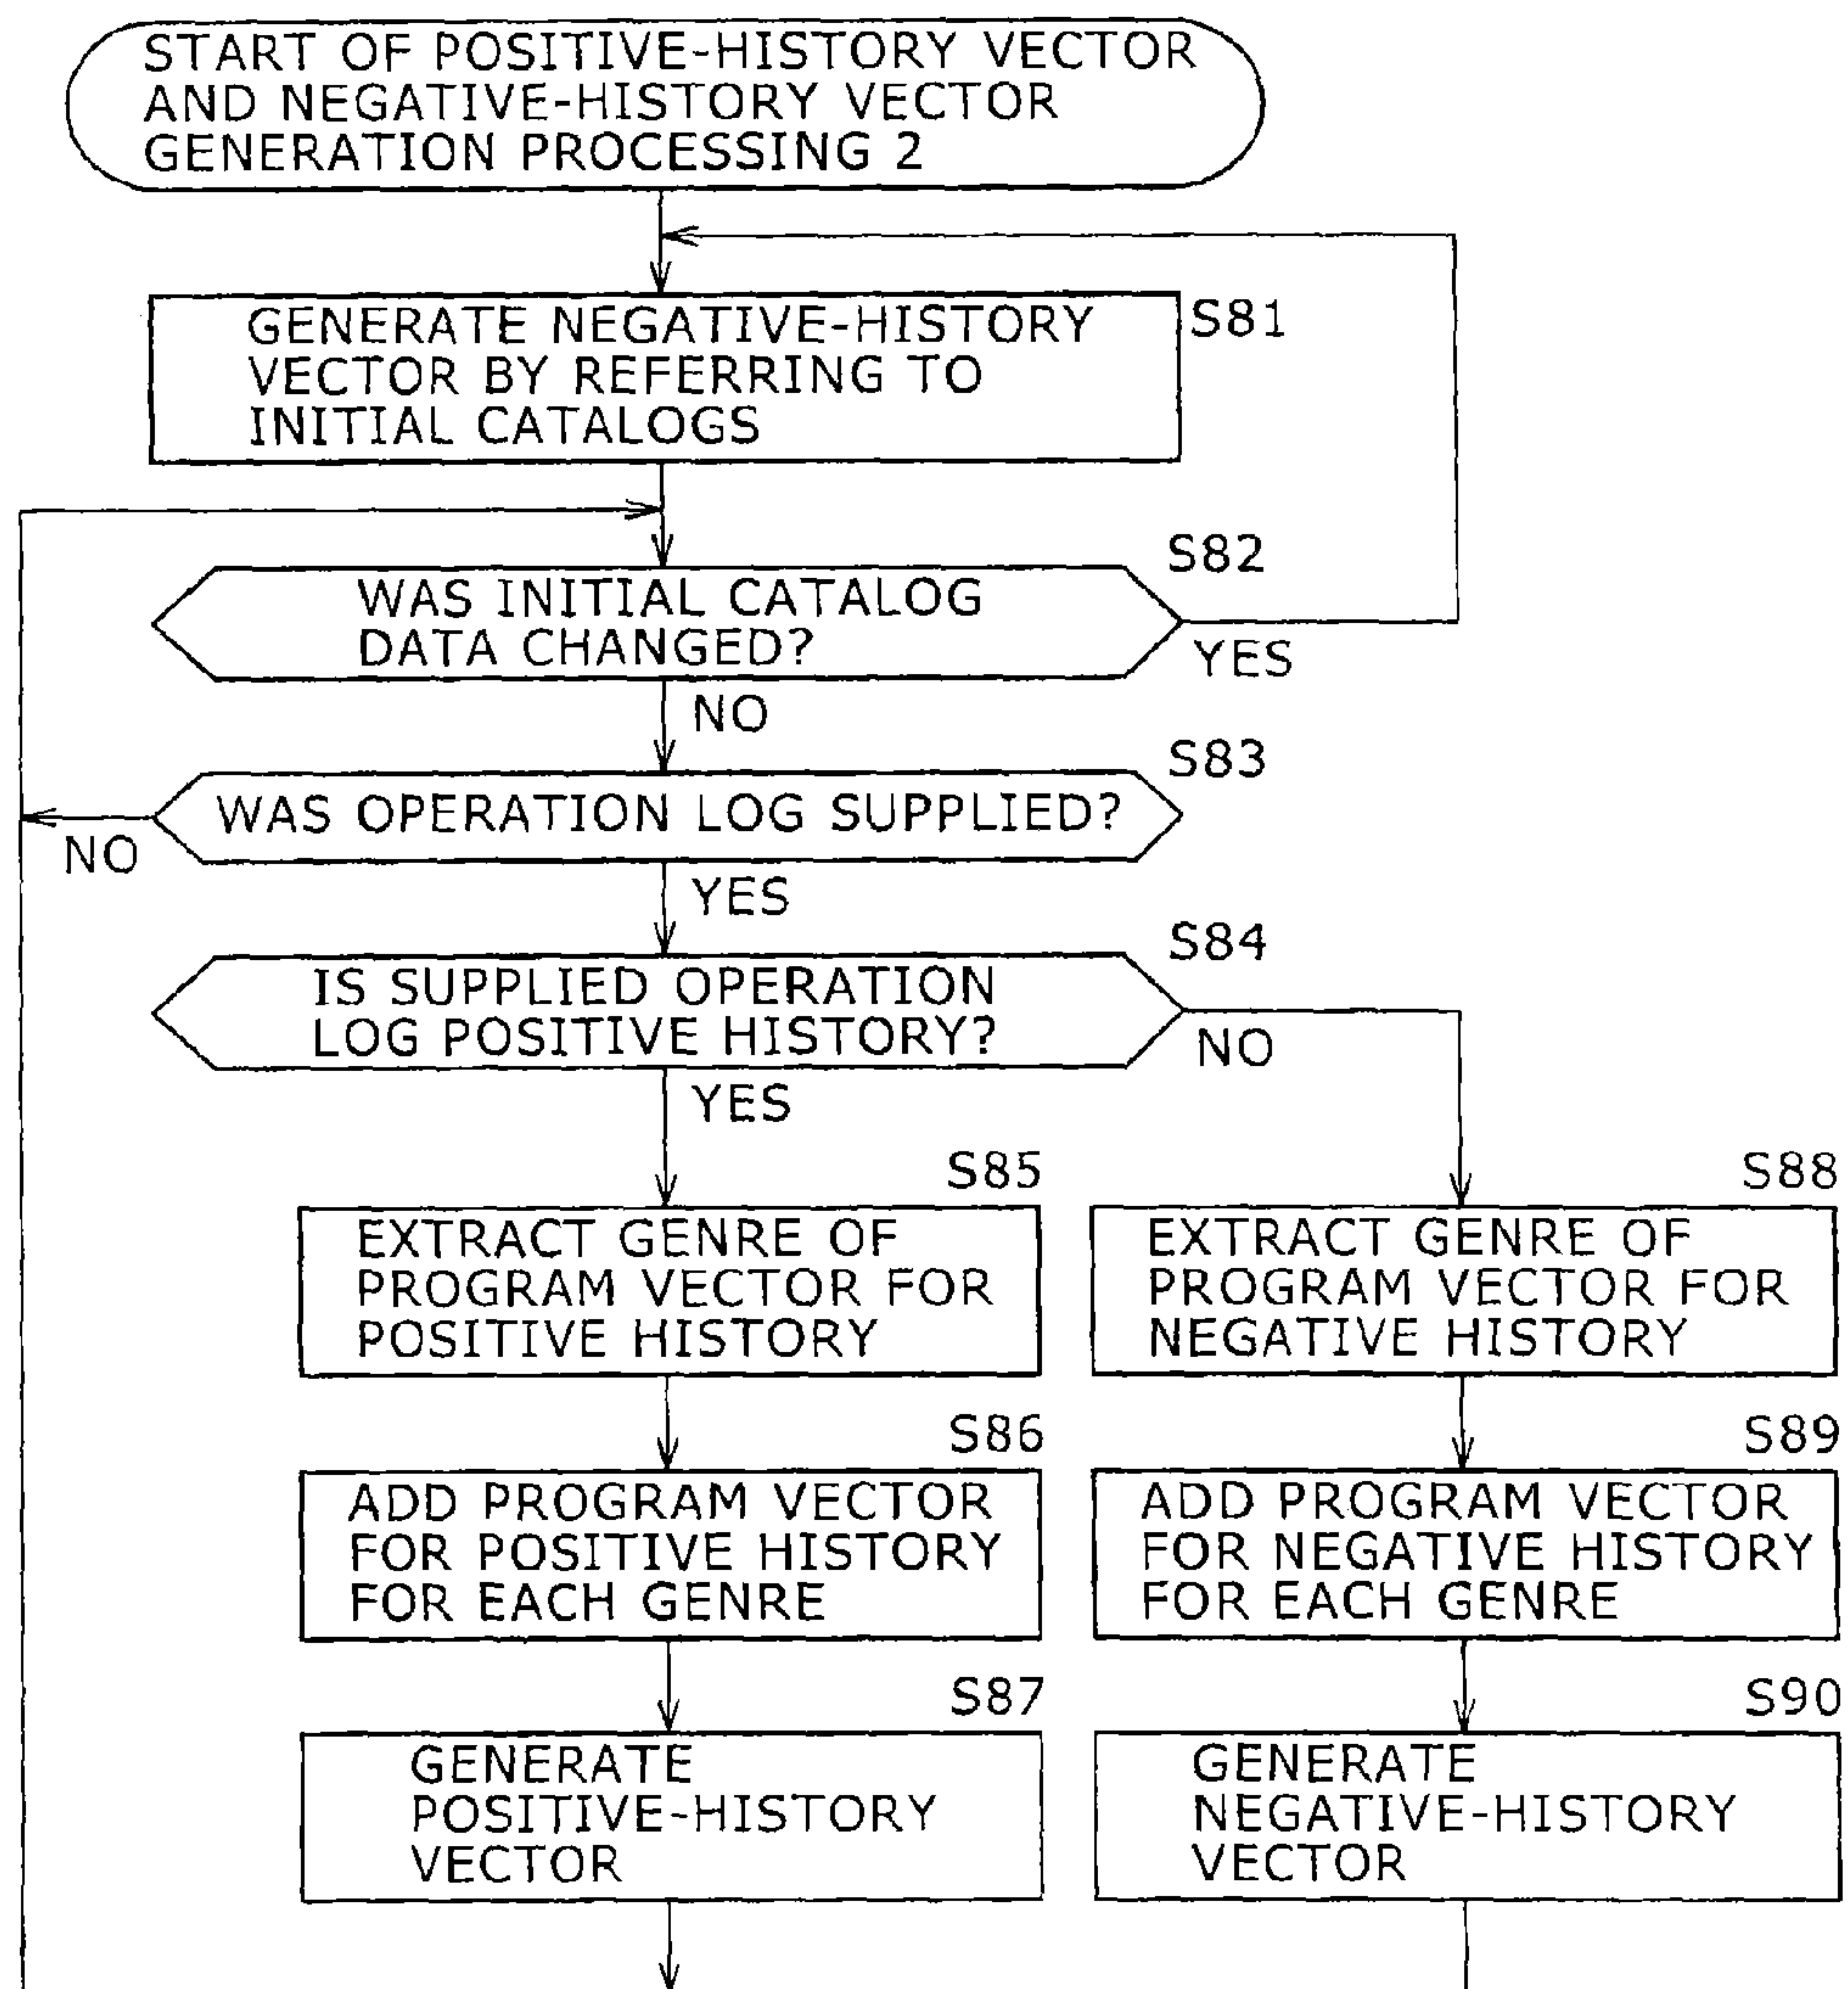 START OF POSITIVE-HISTORY VECTOR
AND NEGATIVE-HISTORY VECTOR
GENERATION PROCESSING 2
GENERATE NEGATIVE-HISTORY
VECTOR BY REFERRING TO
INITIAL CATALOGS
S81
S82
WAS INITIAL CATALOG
DATA CHANGED?
YES
NO
S83
WAS OPERATION LOG SUPPLIED?
NO
YES
S84
IS SUPPLIED OPERATION
LOG POSITIVE HISTORY?
NO
YES
S85
EXTRACT GENRE OF
PROGRAM VECTOR FOR
POSITIVE HISTORY
S88
EXTRACT GENRE OF
PROGRAM VECTOR FOR
NEGATIVE HISTORY
S86
ADD PROGRAM VECTOR
FOR POSITIVE HISTORY
FOR EACH GENRE
S89
ADD PROGRAM VECTOR
FOR NEGATIVE HISTORY
FOR EACH GENRE
S87
GENERATE
POSITIVE-HISTORY
VECTOR
S90
GENERATE
NEGATIVE-HISTORY
VECTOR